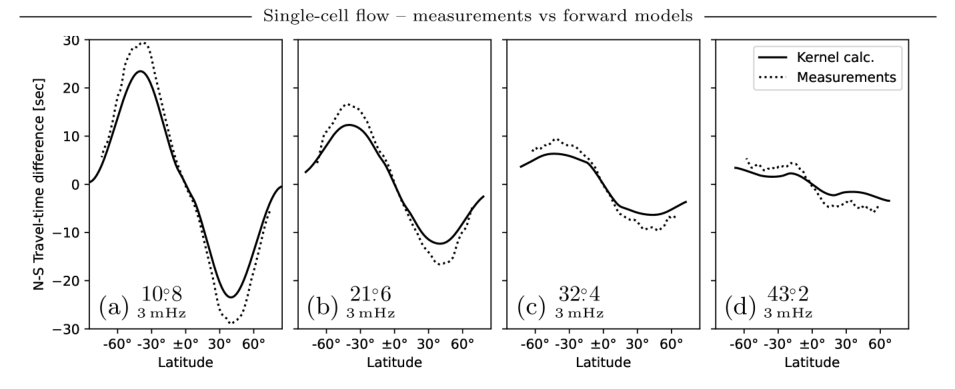 Single-cell flow – measurements vs forward models
N-S Travel-time difference [sec]
30
20
10
0
−10
−20
−30
(a) 10°.8
3 mHz
-60° -30° ±0° 30° 60°
Latitude
(b) 21°.6
3 mHz
-60° -30° ±0° 30° 60°
Latitude
(c) 32°.4
3 mHz
-60° -30° ±0° 30° 60°
Latitude
Kernel calc.
Measurements
(d) 43°.2
3 mHz
-60° -30° ±0° 30° 60°
Latitude